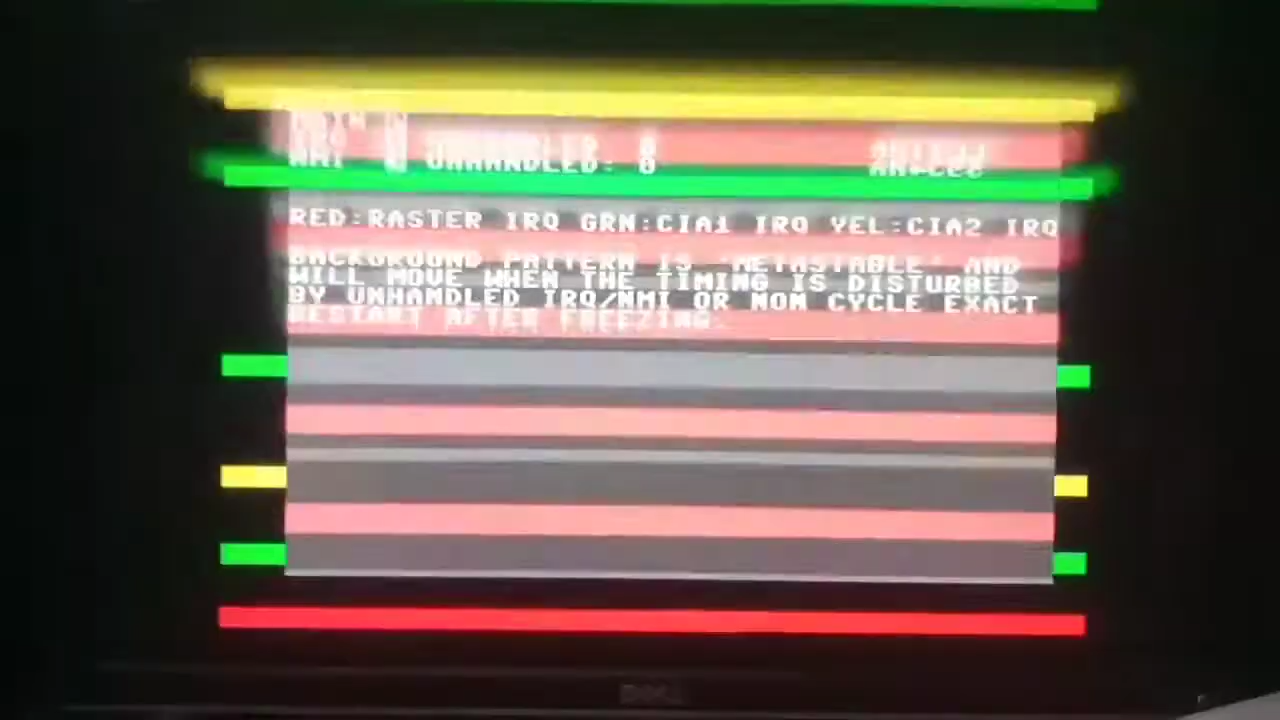 NMI UNHANDLED: 0
RED:RASTER IRQ GRN:CIA1 IRQ YEL:CIA2 IRQ
BACKGROUND PATTERN IS 'METASTABLE' AND
WILL MOVE WHEN THE TIMING IS DISTURBED
BY UNHANDLED IRQ/NMI OR NON CYCLE EXACT
RESTART AFTER FREEZING.
DELL